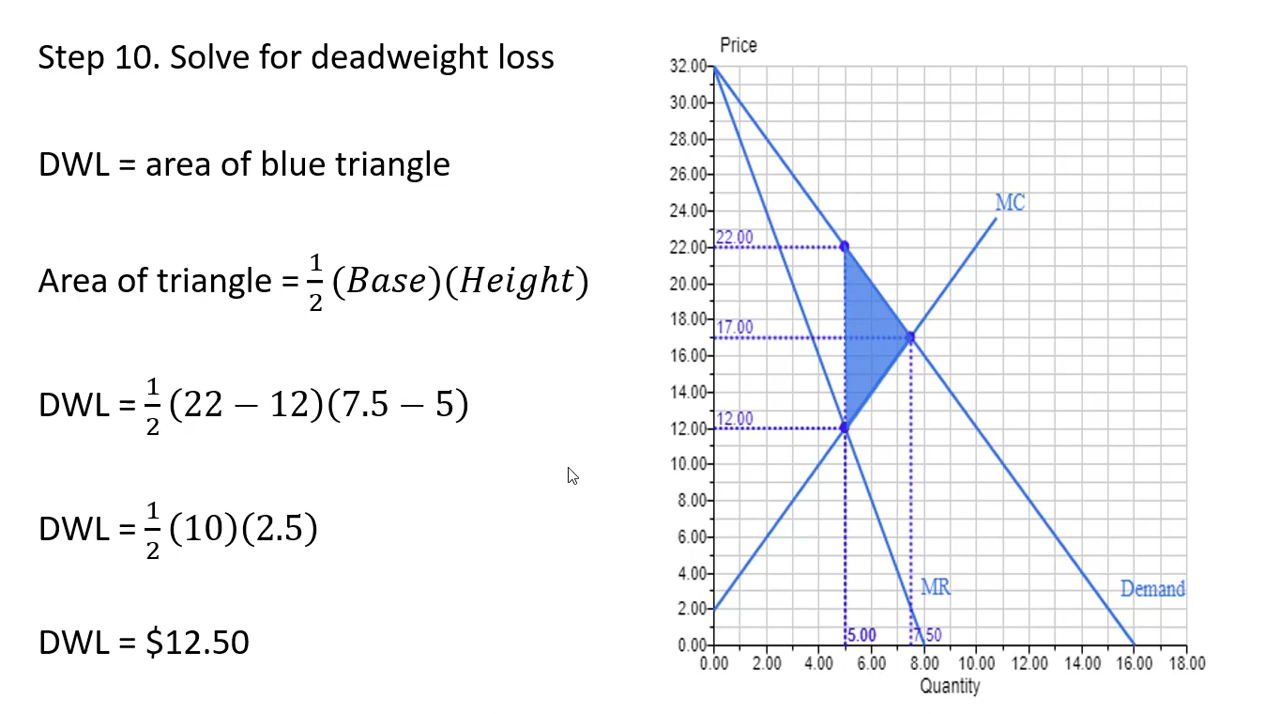 Step 10. Solve for deadweight loss
DWL = area of blue triangle
Area of triangle = 1/2 (Base)(Height)
DWL = 1/2 (22 − 12)(7.5 − 5)
DWL = 1/2 (10)(2.5)
DWL = $12.50
Price
32.00
30.00
28.00
26.00
24.00
22.00
20.00
18.00
16.00
14.00
12.00
10.00
8.00
6.00
4.00
2.00
0.00
22.00
17.00
12.00
MC
MR
Demand
5.00
7.50
0.00 2.00 4.00 6.00 8.00 10.00 12.00 14.00 16.00 18.00
Quantity